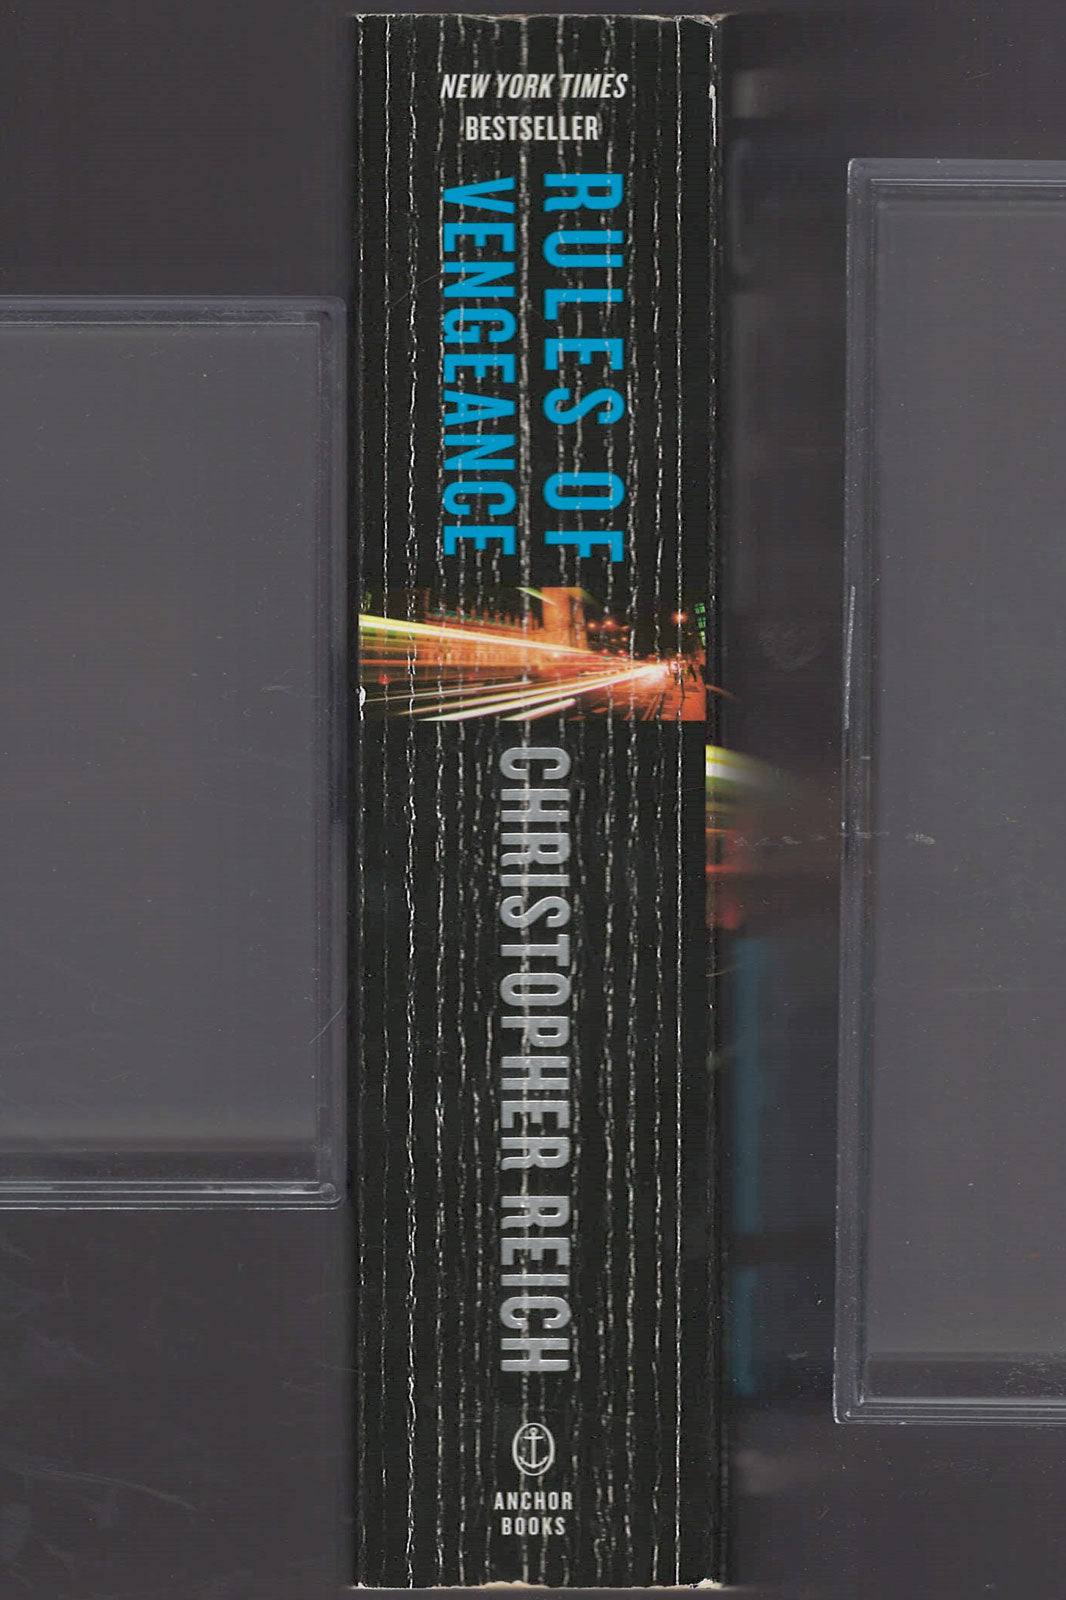 NEW YORK TIMES
BESTSELLER
RULES OF
VENGEANCE
CHRISTOPHER REICH
ANCHOR
BOOKS